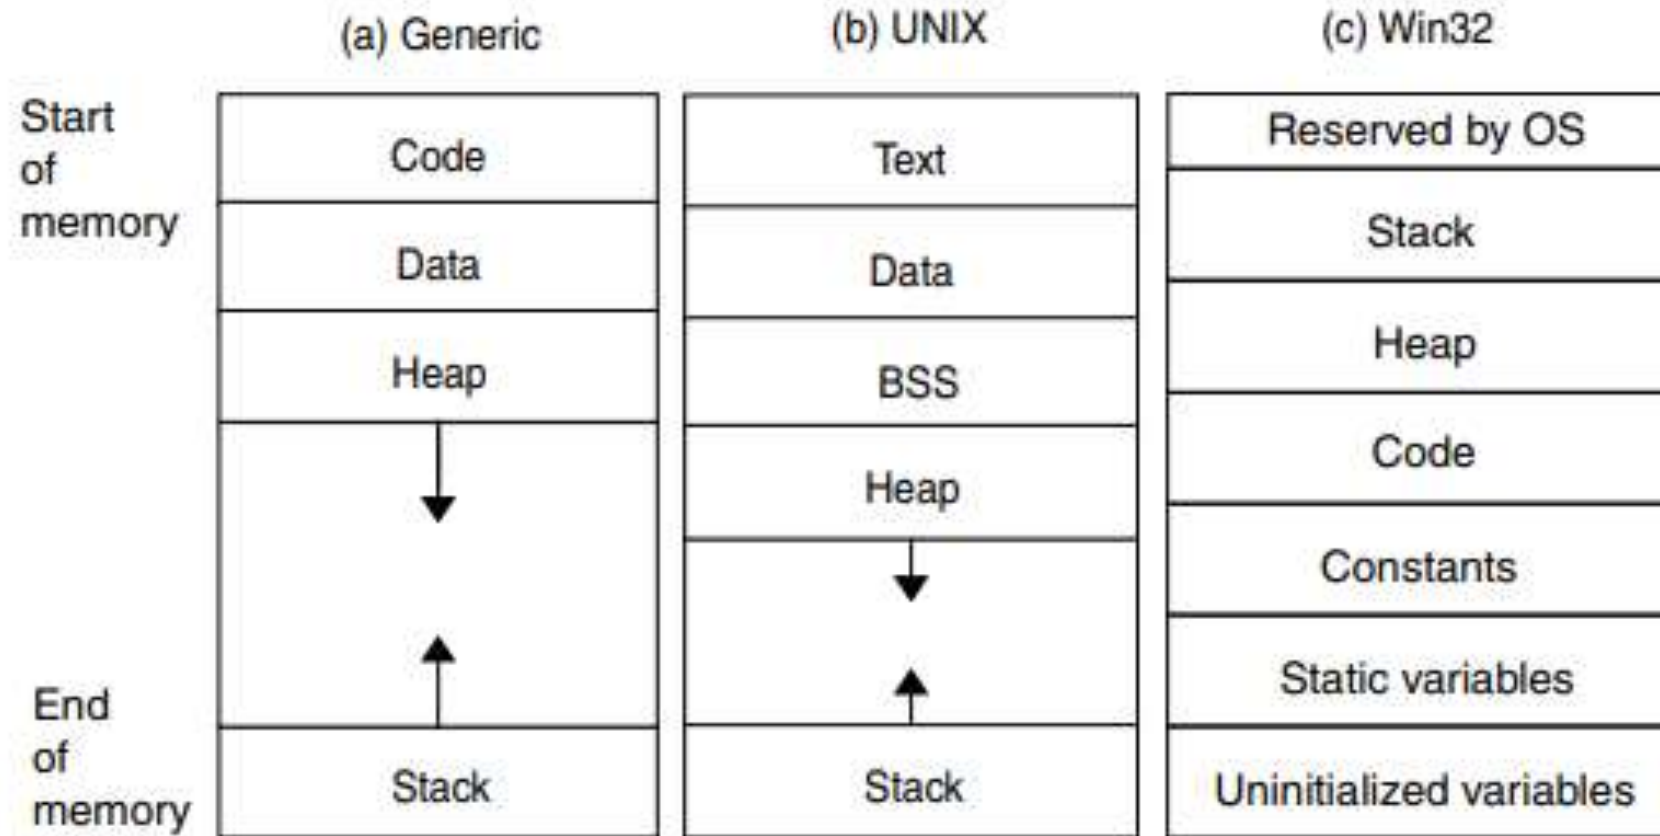 (a) Generic
(b) UNIX
(c) Win32
Start
of
memory
End
of
memory
Code
Data
Heap
Stack
Text
Data
BSS
Heap
Stack
Reserved by OS
Stack
Heap
Code
Constants
Static variables
Uninitialized variables